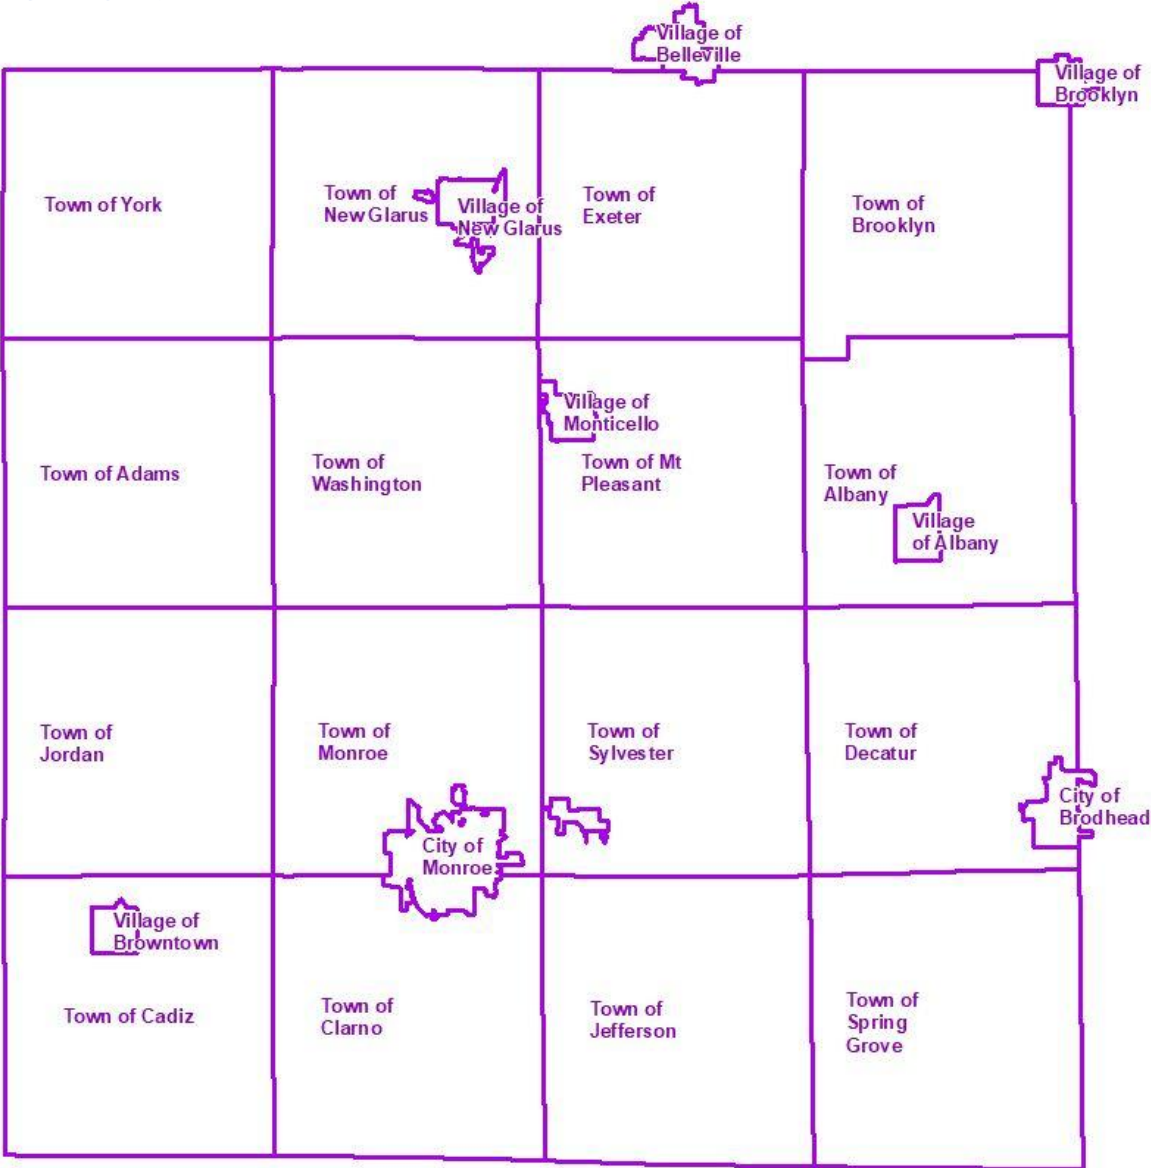 Village of
Belleville
Village of
Brooklyn
Town of York
Town of
New Glarus
Village of
New Glarus
Town of
Exeter
Town of
Brooklyn
Village of
Monticello
Town of Adams
Town of
Washington
Town of Mt
Pleasant
Town of
Albany
Village
of Albany
Town of
Jordan
Town of
Monroe
Town of
Sylvester
Town of
Decatur
City of
Brodhead
City of
Monroe
Village of
Browntown
Town of Cadiz
Town of
Clarno
Town of
Jefferson
Town of
Spring
Grove